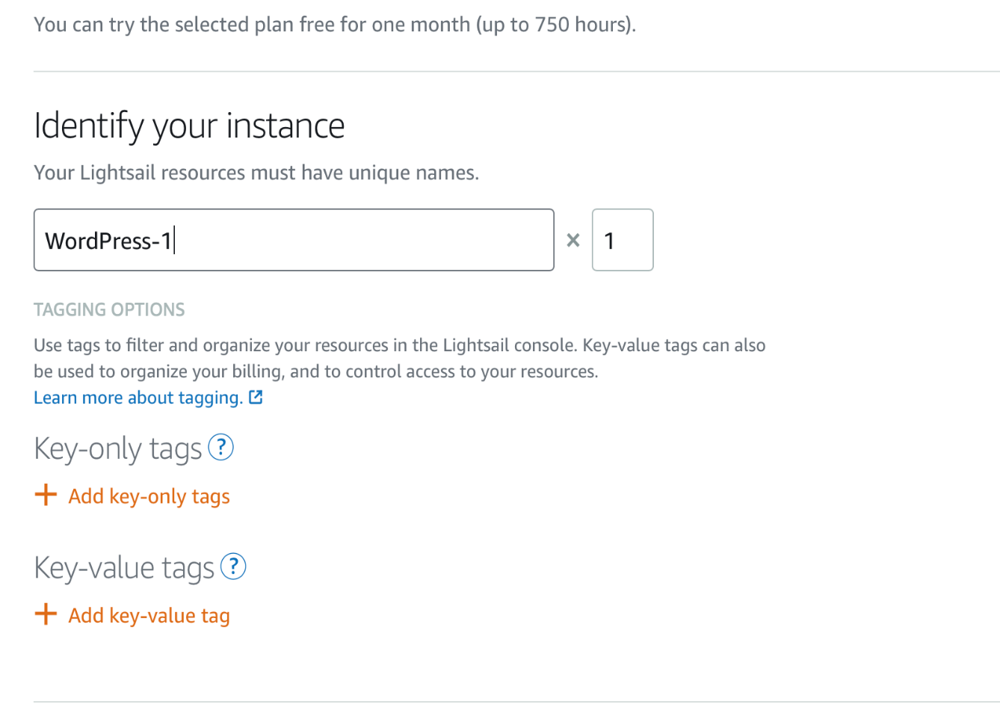 You can try the selected plan free for one month (up to 750 hours).
Identify your instance
Your Lightsail resources must have unique names.
WordPress-1 × 1
TAGGING OPTIONS
Use tags to filter and organize your resources in the Lightsail console. Key-value tags can also
be used to organize your billing, and to control access to your resources.
Learn more about tagging.
Key-only tags ?
+ Add key-only tags
Key-value tags ?
+ Add key-value tag